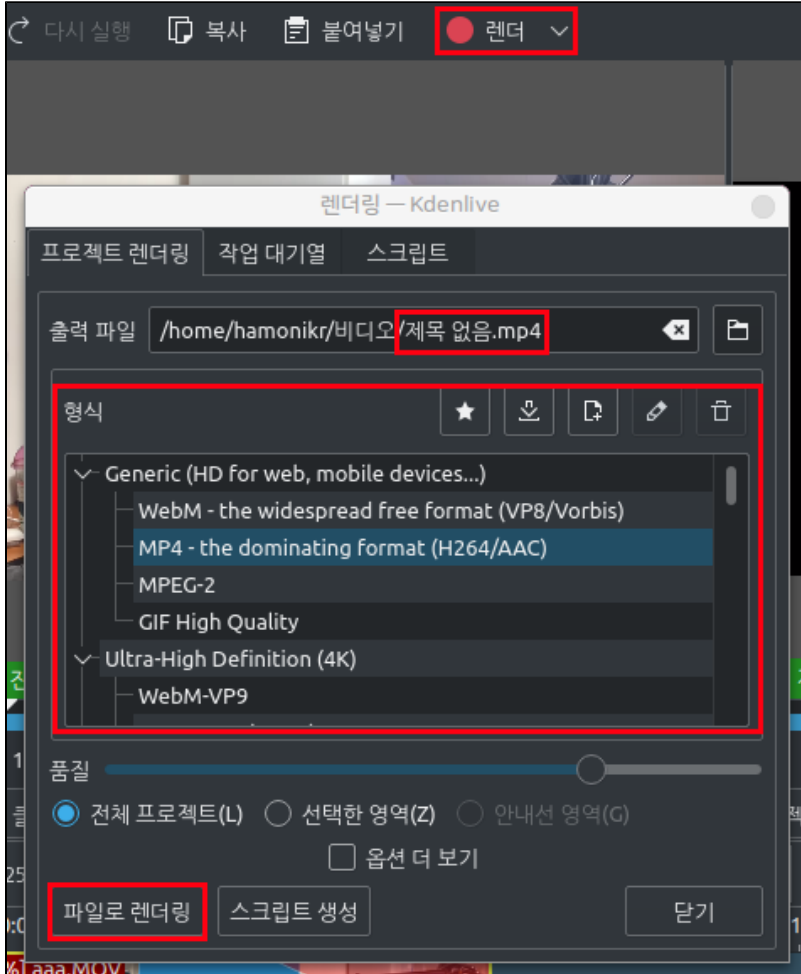 다시 실행 복사 붙여넣기 렌더
렌더링 — Kdenlive
프로젝트 렌더링 작업 대기열 스크립트
출력 파일 /home/hamonikr/비디오/제목 없음.mp4
형식
Generic (HD for web, mobile devices...)
WebM - the widespread free format (VP8/Vorbis)
MP4 - the dominating format (H264/AAC)
MPEG-2
GIF High Quality
Ultra-High Definition (4K)
WebM-VP9
품질
전체 프로젝트(L) 선택한 영역(Z) 안내선 영역(G)
옵션 더 보기
파일로 렌더링 스크립트 생성 닫기
aaa.MOV